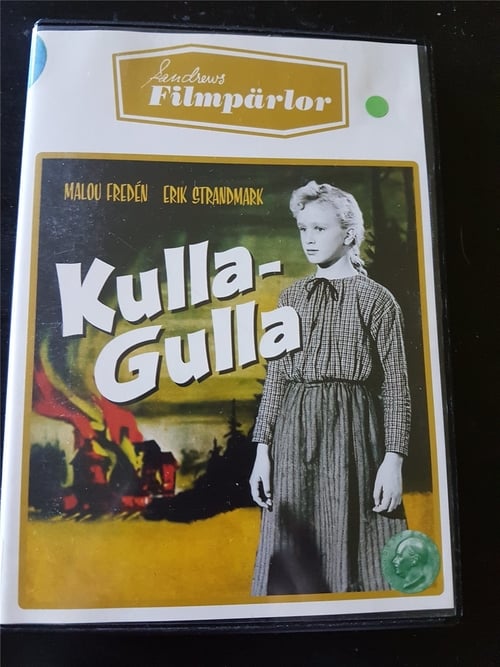 Sandrews
Filmpärlor
MALOU FREDÉN ERIK STRANDMARK
Kulla-
Gulla